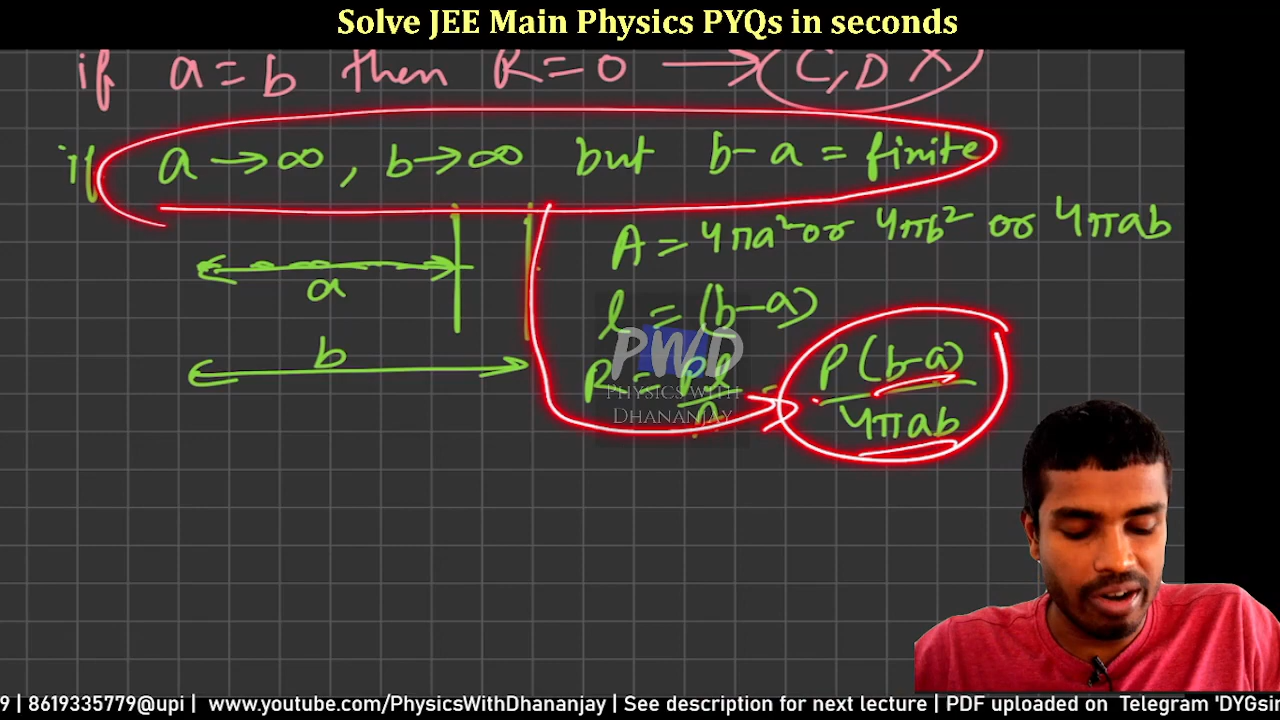 Solve JEE Main Physics PYQs in seconds
if a = b then R = 0 → C, D X
if a → ∞, b → ∞ but b - a = finite
A = 4πa² or 4πb² or 4πab
a
l = (b-a)
b
R = ρl/A = ρ(b-a)/4πab
PWD
PHYSICS WITH
DHANANJAY
9 | 8619335779@upi | www.youtube.com/PhysicsWithDhananjay | See description for next lecture | PDF uploaded on Telegram 'DYGsi